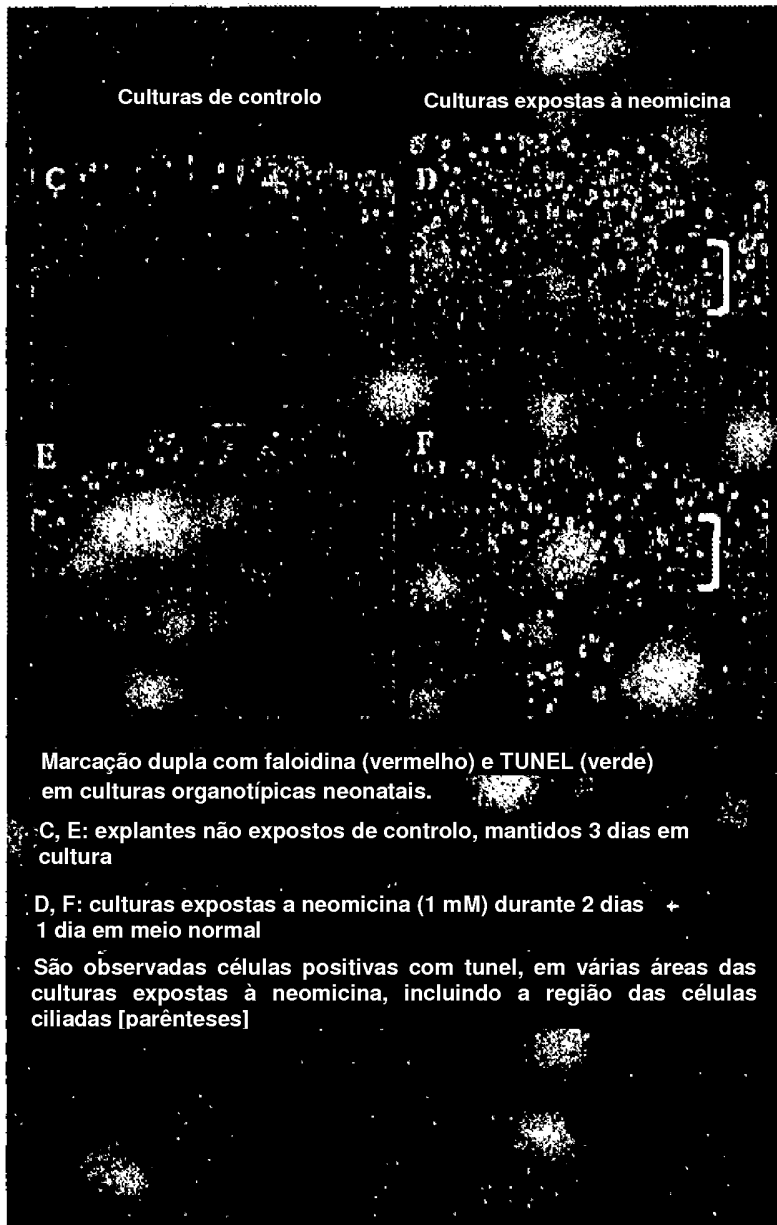 Culturas de controlo
Culturas expostas à neomicina
C
D
E
F
Marcação dupla com faloidina (vermelho) e TUNEL (verde)
em culturas organotípicas neonatais.
C, E: explantes não expostos de controlo, mantidos 3 dias em
cultura
D, F: culturas expostas a neomicina (1 mM) durante 2 dias +
1 dia em meio normal
São observadas células positivas com tunel, em várias áreas das
culturas expostas à neomicina, incluindo a região das células
ciliadas [parênteses]